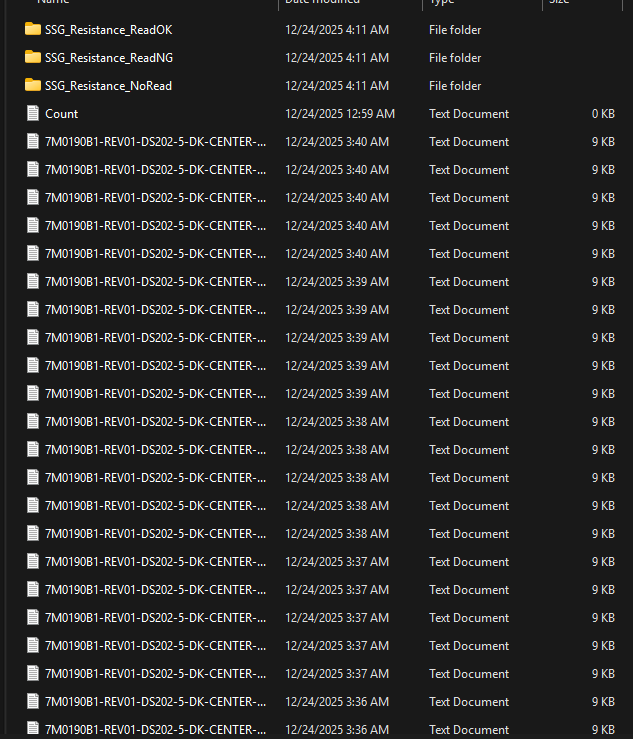 Name Date modified Type Size
SSG_Resistance_ReadOK 12/24/2025 4:11 AM File folder
SSG_Resistance_ReadNG 12/24/2025 4:11 AM File folder
SSG_Resistance_NoRead 12/24/2025 4:11 AM File folder
Count 12/24/2025 12:59 AM Text Document 0 KB
7M0190B1-REV01-DS202-5-DK-CENTER-... 12/24/2025 3:40 AM Text Document 9 KB
7M0190B1-REV01-DS202-5-DK-CENTER-... 12/24/2025 3:40 AM Text Document 9 KB
7M0190B1-REV01-DS202-5-DK-CENTER-... 12/24/2025 3:40 AM Text Document 9 KB
7M0190B1-REV01-DS202-5-DK-CENTER-... 12/24/2025 3:40 AM Text Document 9 KB
7M0190B1-REV01-DS202-5-DK-CENTER-... 12/24/2025 3:40 AM Text Document 9 KB
7M0190B1-REV01-DS202-5-DK-CENTER-... 12/24/2025 3:39 AM Text Document 9 KB
7M0190B1-REV01-DS202-5-DK-CENTER-... 12/24/2025 3:39 AM Text Document 9 KB
7M0190B1-REV01-DS202-5-DK-CENTER-... 12/24/2025 3:39 AM Text Document 9 KB
7M0190B1-REV01-DS202-5-DK-CENTER-... 12/24/2025 3:39 AM Text Document 9 KB
7M0190B1-REV01-DS202-5-DK-CENTER-... 12/24/2025 3:39 AM Text Document 9 KB
7M0190B1-REV01-DS202-5-DK-CENTER-... 12/24/2025 3:38 AM Text Document 9 KB
7M0190B1-REV01-DS202-5-DK-CENTER-... 12/24/2025 3:38 AM Text Document 9 KB
7M0190B1-REV01-DS202-5-DK-CENTER-... 12/24/2025 3:38 AM Text Document 9 KB
7M0190B1-REV01-DS202-5-DK-CENTER-... 12/24/2025 3:38 AM Text Document 9 KB
7M0190B1-REV01-DS202-5-DK-CENTER-... 12/24/2025 3:38 AM Text Document 9 KB
7M0190B1-REV01-DS202-5-DK-CENTER-... 12/24/2025 3:37 AM Text Document 9 KB
7M0190B1-REV01-DS202-5-DK-CENTER-... 12/24/2025 3:37 AM Text Document 9 KB
7M0190B1-REV01-DS202-5-DK-CENTER-... 12/24/2025 3:37 AM Text Document 9 KB
7M0190B1-REV01-DS202-5-DK-CENTER-... 12/24/2025 3:37 AM Text Document 9 KB
7M0190B1-REV01-DS202-5-DK-CENTER-... 12/24/2025 3:37 AM Text Document 9 KB
7M0190B1-REV01-DS202-5-DK-CENTER-... 12/24/2025 3:36 AM Text Document 9 KB
7M0190B1-REV01-DS202-5-DK-CENTER-... 12/24/2025 3:36 AM Text Document 9 KB